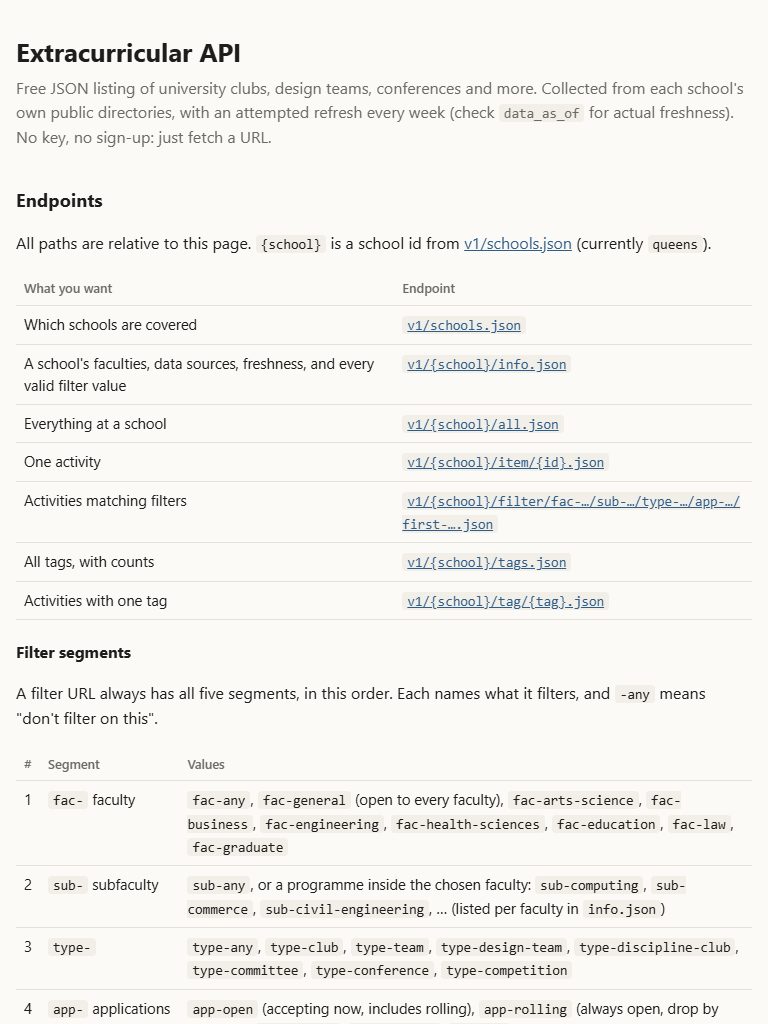 Extracurricular API
Free JSON listing of university clubs, design teams, conferences and more. Collected from each school's
own public directories, with an attempted refresh every week (check data_as_of for actual freshness).
No key, no sign-up: just fetch a URL.
Endpoints
All paths are relative to this page. {school} is a school id from v1/schools.json (currently queens ).
What you want Endpoint
Which schools are covered v1/schools.json
A school's faculties, data sources, freshness, and every v1/{school}/info.json
valid filter value
Everything at a school v1/{school}/all.json
One activity v1/{school}/item/{id}.json
Activities matching filters v1/{school}/filter/fac-…/sub-…/type-…/app-…/
first-….json
All tags, with counts v1/{school}/tags.json
Activities with one tag v1/{school}/tag/{tag}.json
Filter segments
A filter URL always has all five segments, in this order. Each names what it filters, and -any means
"don't filter on this".
# Segment Values
1 fac- faculty fac-any , fac-general (open to every faculty), fac-arts-science , fac-
business , fac-engineering , fac-health-sciences , fac-education , fac-law ,
fac-graduate
2 sub- subfaculty sub-any , or a programme inside the chosen faculty: sub-computing , sub-
commerce , sub-civil-engineering , … (listed per faculty in info.json )
3 type- type-any , type-club , type-team , type-design-team , type-discipline-club ,
type-committee , type-conference , type-competition
4 app- applications app-open (accepting now, includes rolling), app-rolling (always open, drop by